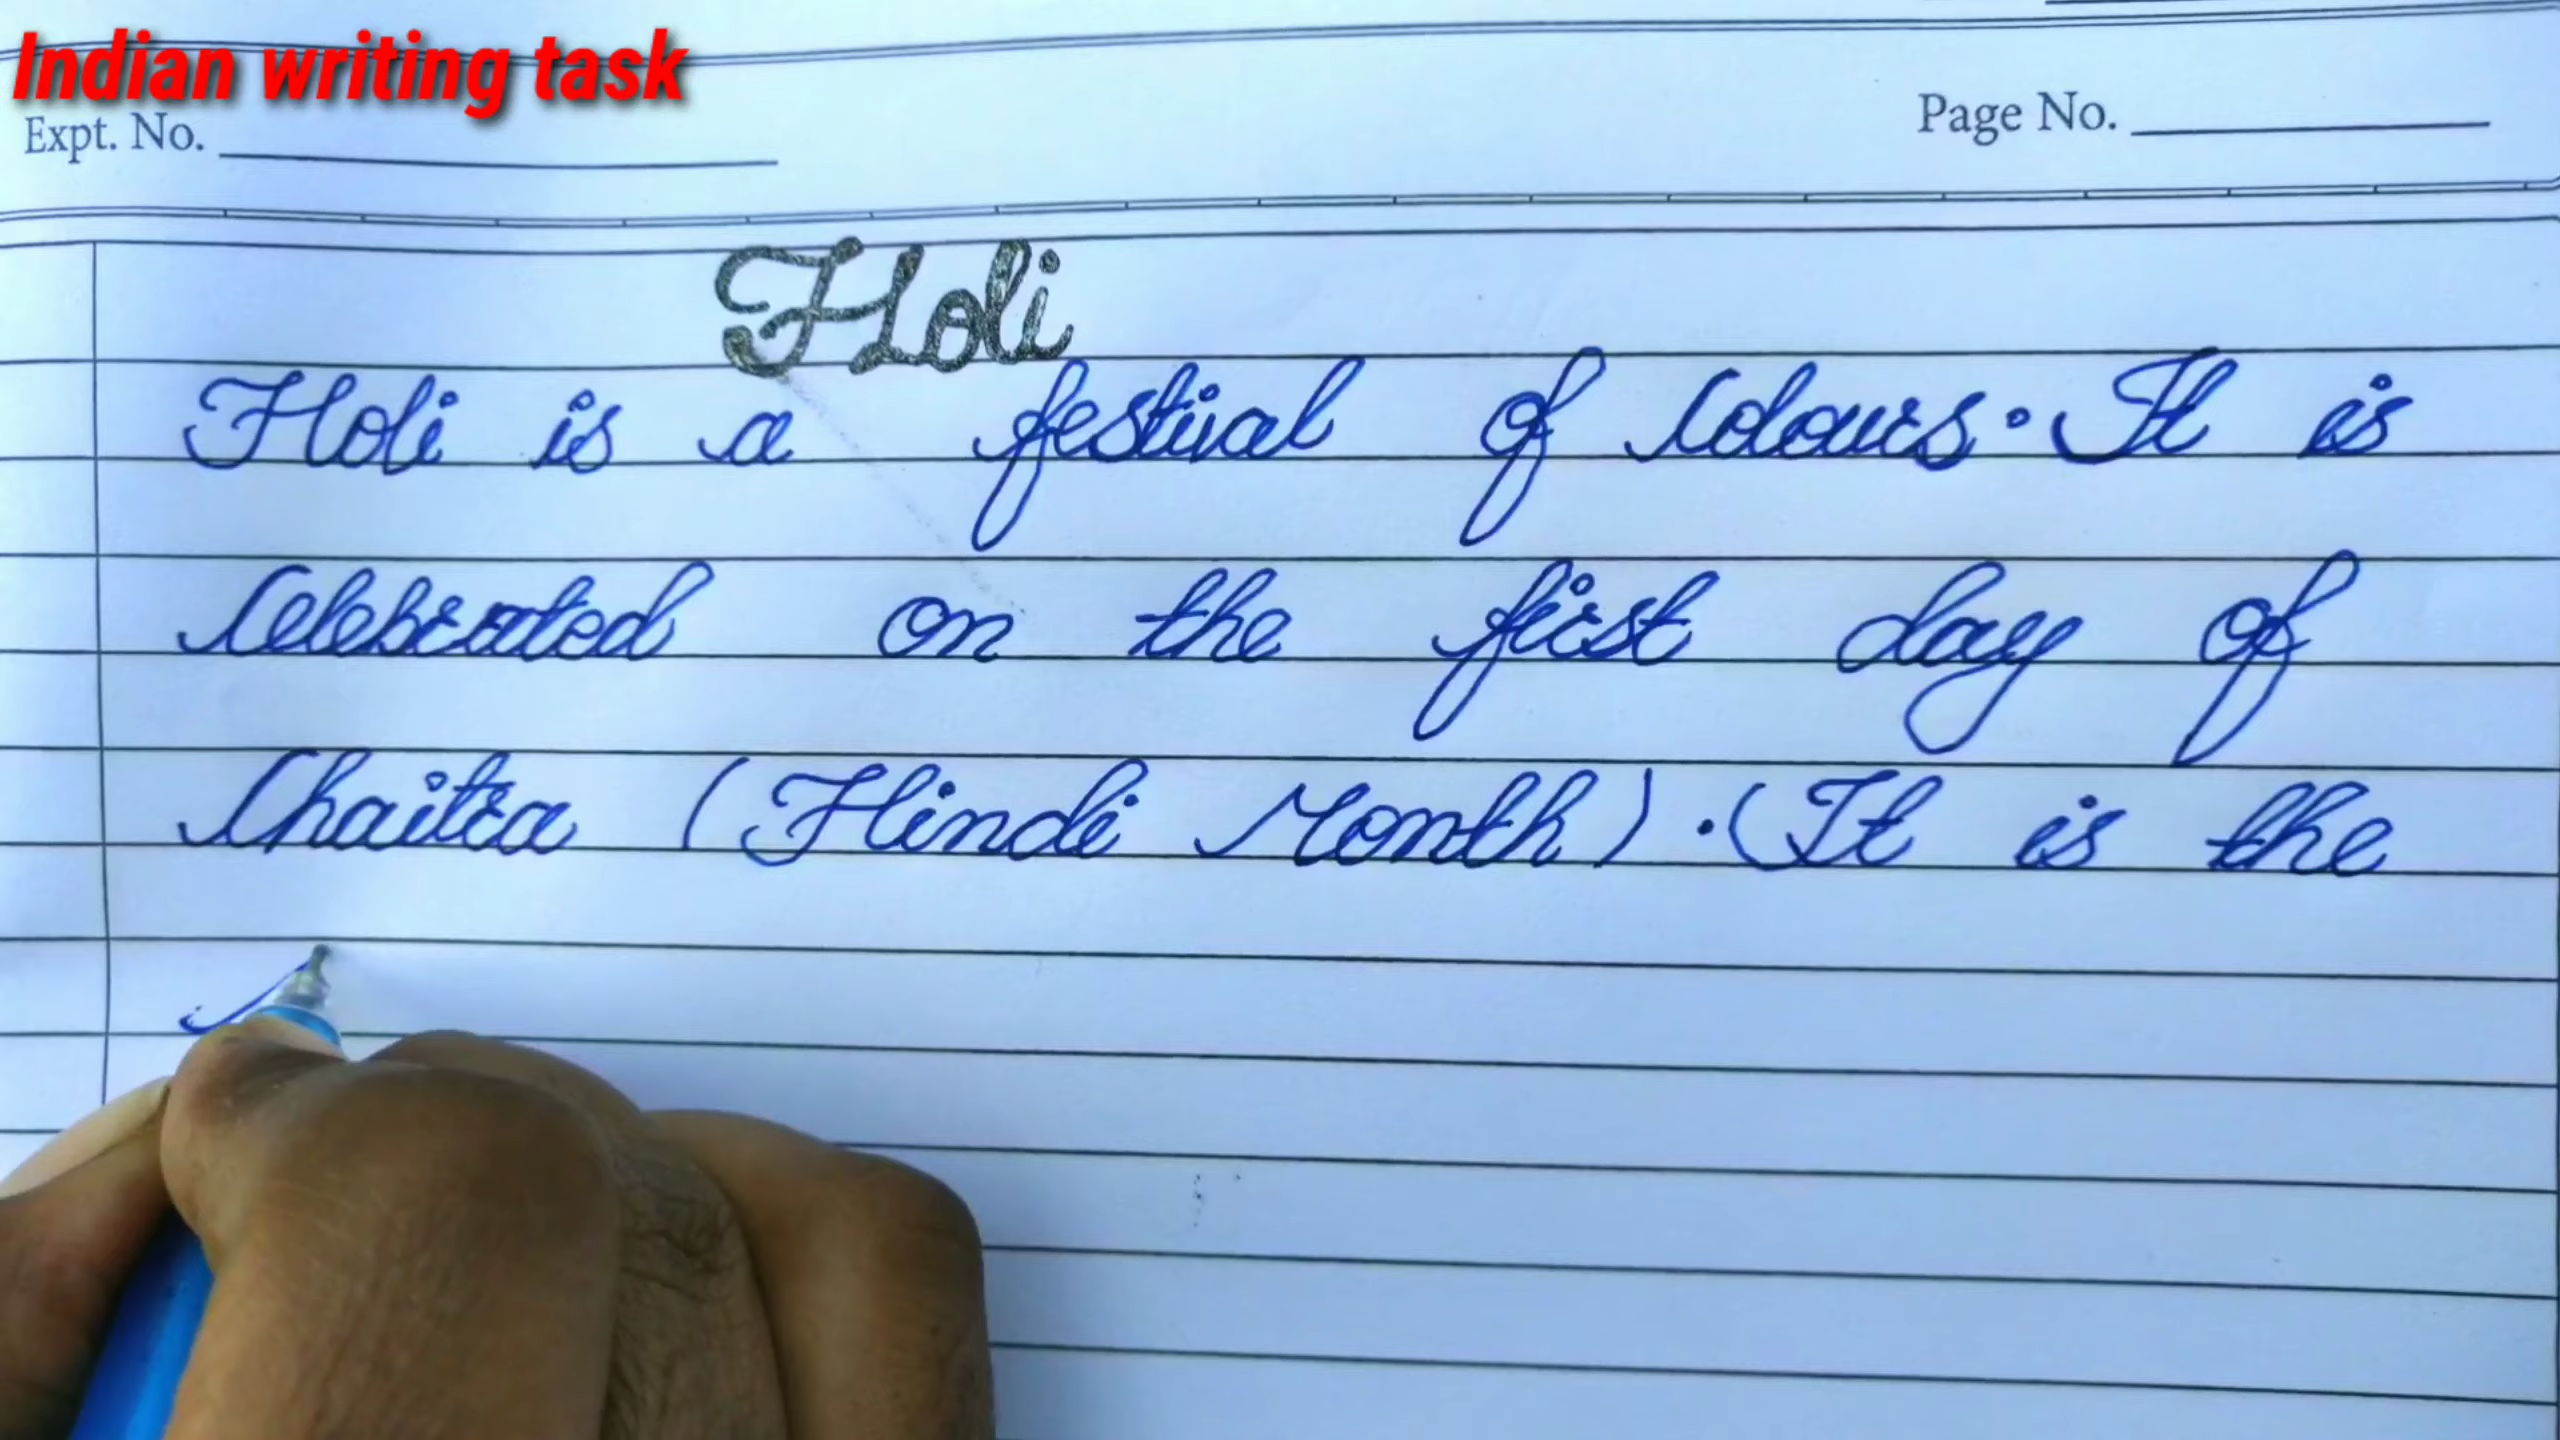 Indian writing task
Expt. No.
Page No.
Holi
Holi is a festival of Colours. It is
Celebrated on the first day of
Chaitra (Hindi Month). (It is the